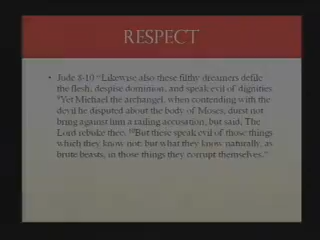 RESPECT
• Jude 8-10 "Likewise also these filthy dreamers defile
the flesh, despise dominion, and speak evil of dignities
⁹Yet Michael the archangel, when contending with the
devil he disputed about the body of Moses, durst not
bring against him a railing accusation, but said, The
Lord rebuke thee. ¹⁰But these speak evil of those things
which they know not: but what they know naturally, as
brute beasts, in those things they corrupt themselves."